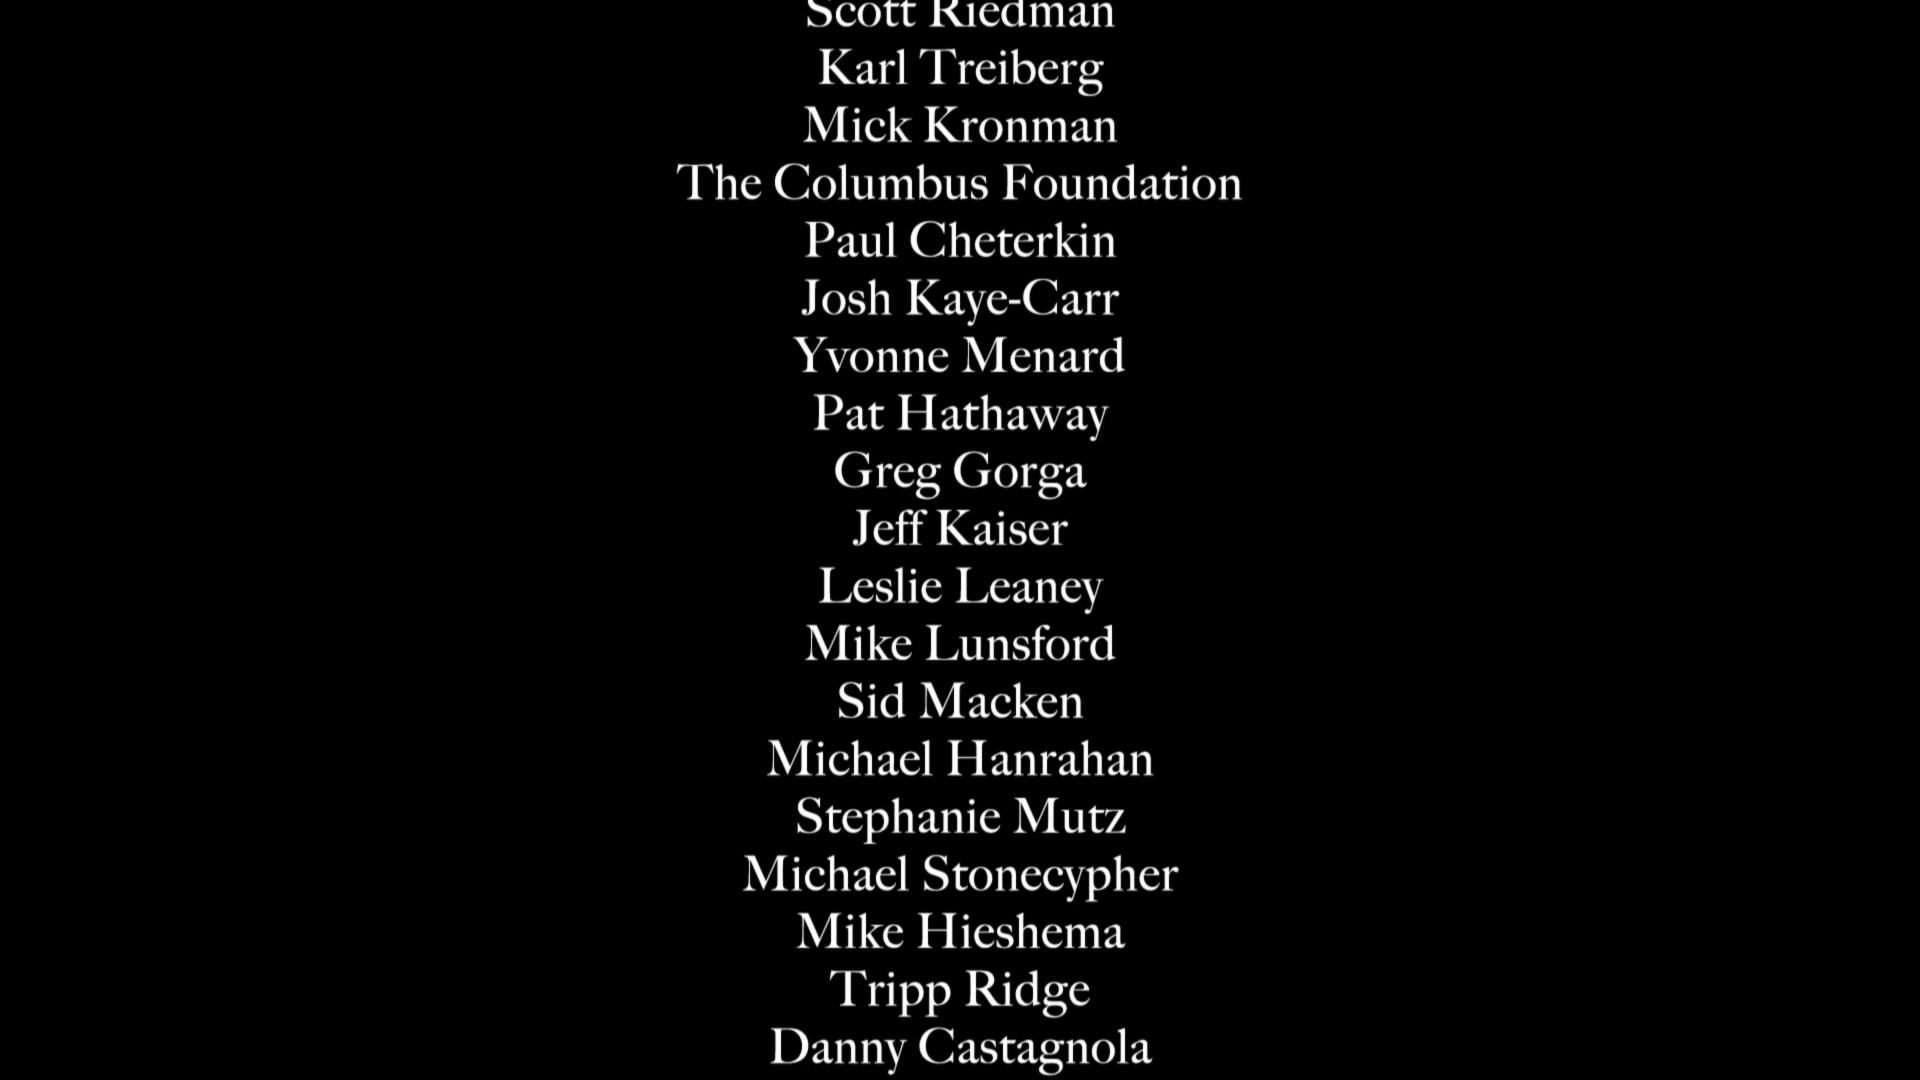 Scott Riedman
Karl Treiberg
Mick Kronman
The Columbus Foundation
Paul Cheterkin
Josh Kaye-Carr
Yvonne Menard
Pat Hathaway
Greg Gorga
Jeff Kaiser
Leslie Leaney
Mike Lunsford
Sid Macken
Michael Hanrahan
Stephanie Mutz
Michael Stonecypher
Mike Hieshema
Tripp Ridge
Danny Castagnola